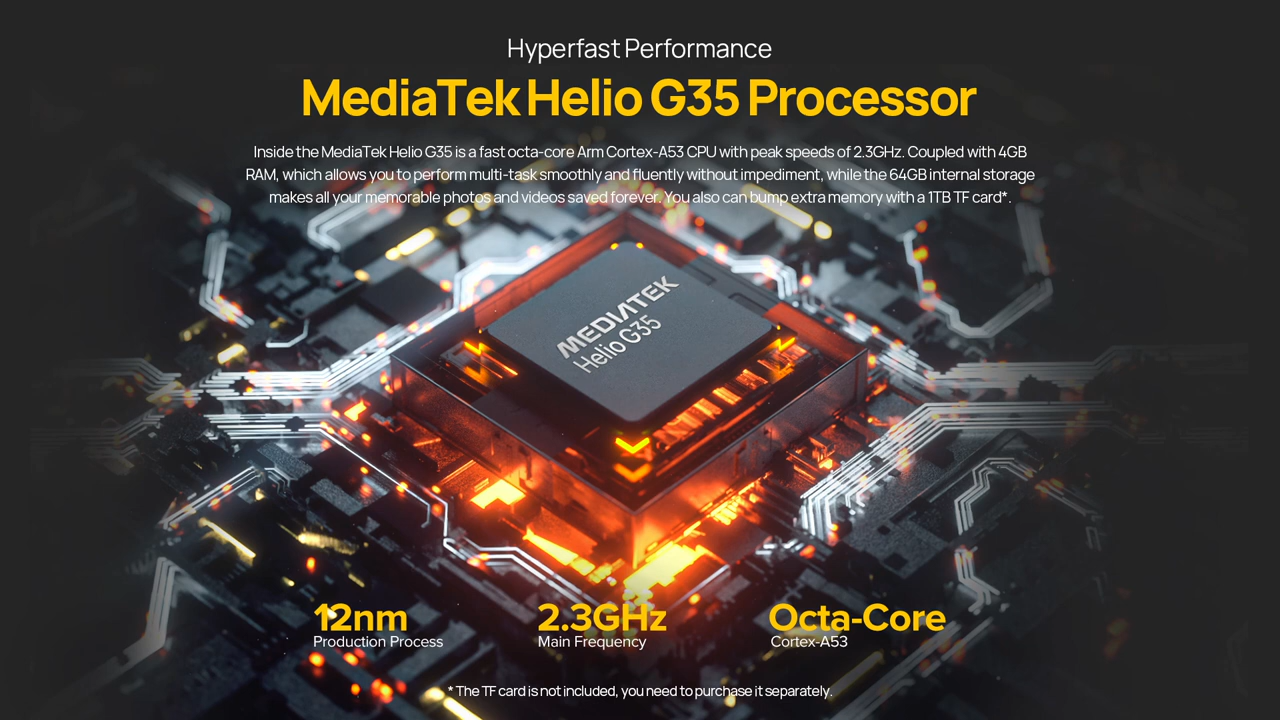 Hyperfast Performance
MediaTek Helio G35 Processor
Inside the MediaTek Helio G35 is a fast octa-core Arm Cortex-A53 CPU with peak speeds of 2.3GHz. Coupled with 4GB
RAM, which allows you to perform multi-task smoothly and fluently without impediment, while the 64GB internal storage
makes all your memorable photos and videos saved forever. You also can bump extra memory with a 1TB TF card*.
MEDIATEK
Helio G35
12nm
Production Process
2.3GHz
Main Frequency
Octa-Core
Cortex-A53
* The TF card is not included, you need to purchase it separately.